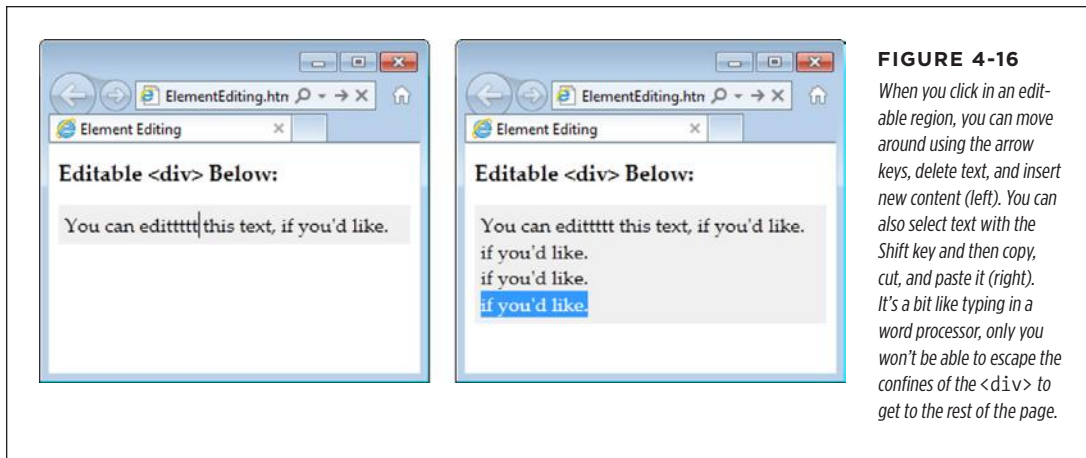 ElementEditing.htn
Element Editing
Editable <div> Below:
You can edittttt this text, if you'd like.
ElementEditing.htn
Element Editing
Editable <div> Below:
You can edittttt this text, if you'd like.
if you'd like.
if you'd like.
if you'd like.
FIGURE 4-16
When you click in an edit-
able region, you can move
around using the arrow
keys, delete text, and insert
new content (left). You can
also select text with the
Shift key and then copy,
cut, and paste it (right).
It's a bit like typing in a
word processor, only you
won't be able to escape the
confines of the <div> to
get to the rest of the page.